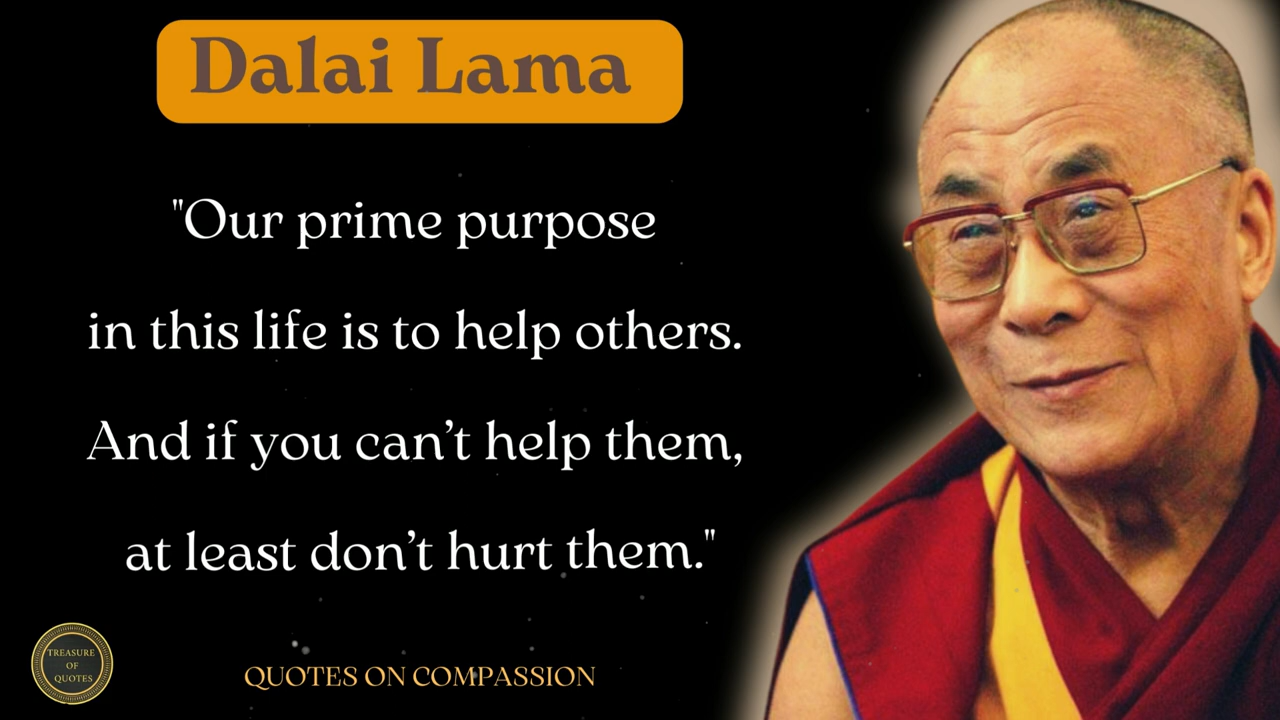 Dalai Lama
"Our prime purpose
in this life is to help others.
And if you can’t help them,
at least don’t hurt them."
TREASURE
OF
QUOTES
QUOTES ON COMPASSION